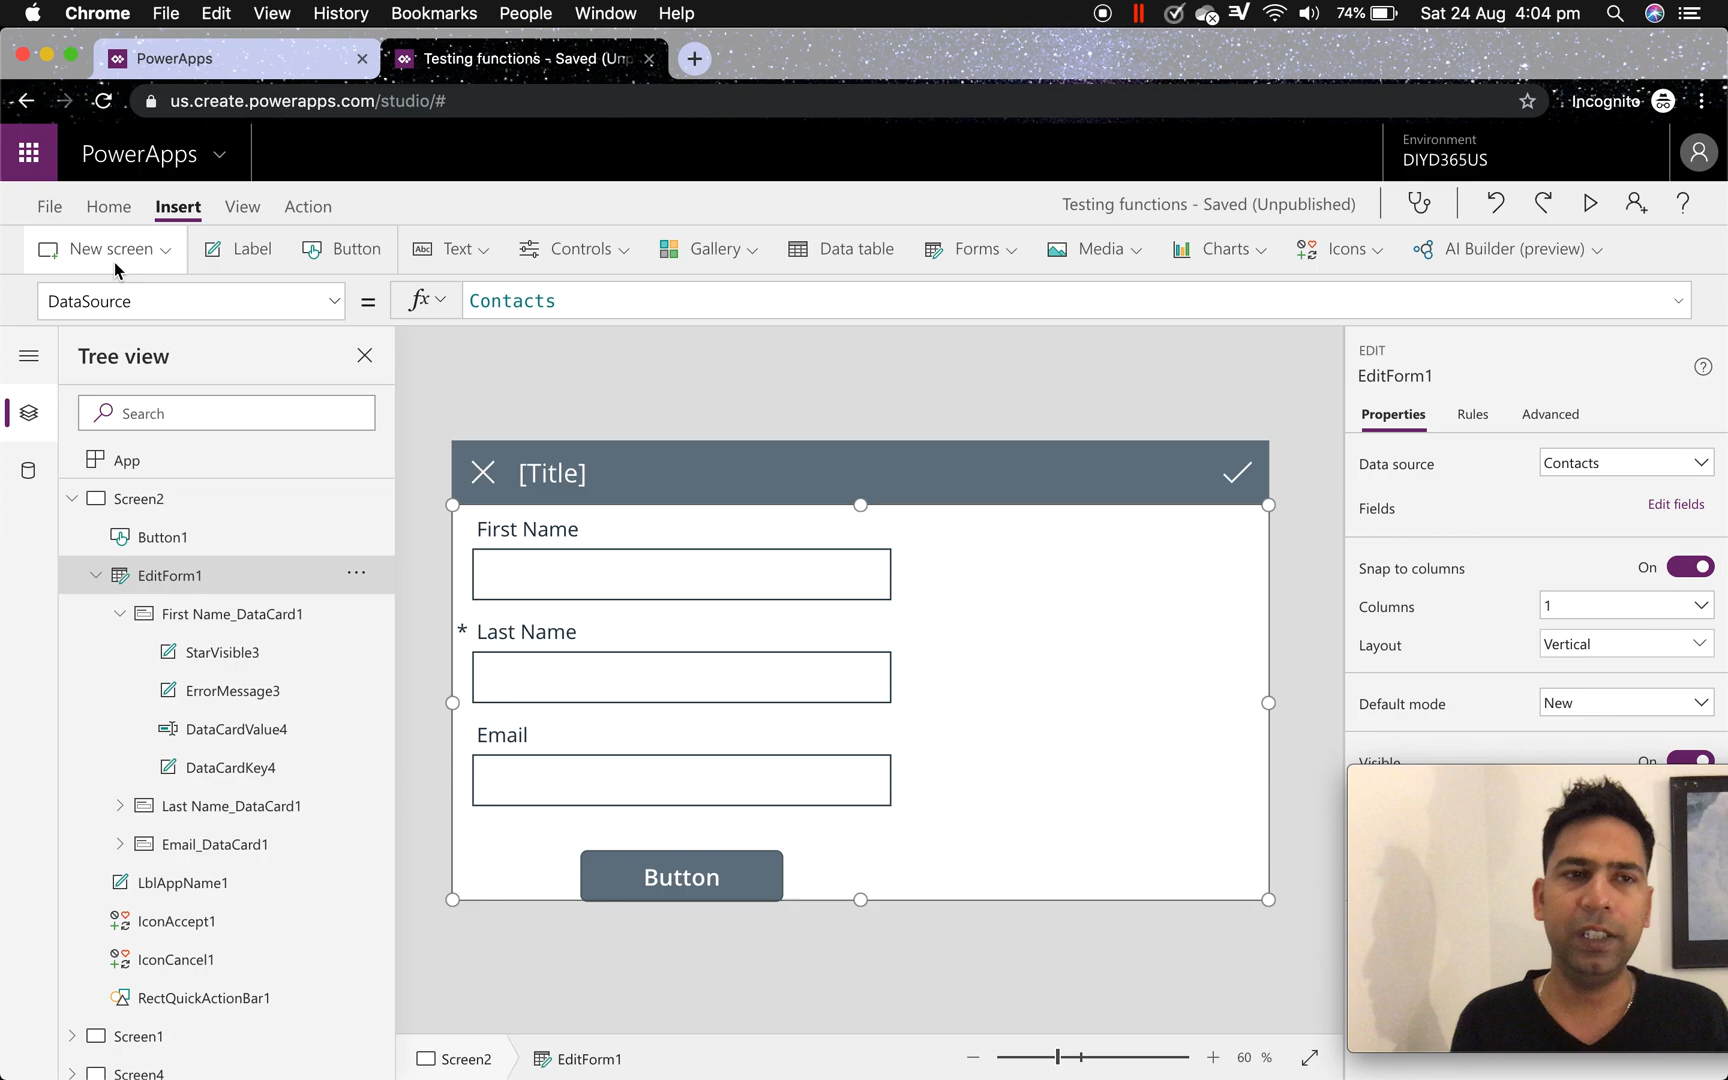 Chrome File Edit View History Bookmarks People Window Help 74% Sat 24 Aug 4:04 pm
PowerApps Testing functions - Saved (Unp
us.create.powerapps.com/studio/# Incognito
PowerApps Environment
DIYD365US
File Home Insert View Action Testing functions - Saved (Unpublished)
New screen Label Button Text Controls Gallery Data table Forms Media Charts Icons AI Builder (preview)
DataSource = fx Contacts
Tree view
Search
App
Screen2
Button1
EditForm1 ...
First Name_DataCard1
StarVisible3
ErrorMessage3
DataCardValue4
DataCardKey4
Last Name_DataCard1
Email_DataCard1
LblAppName1
IconAccept1
IconCancel1
RectQuickActionBar1
Screen1
Screen4
[Title]
First Name
* Last Name
Email
Button
Screen2 EditForm1 60 %
EDIT
EditForm1
Properties Rules Advanced
Data source Contacts
Fields Edit fields
Snap to columns On
Columns 1
Layout Vertical
Default mode New
Visible On